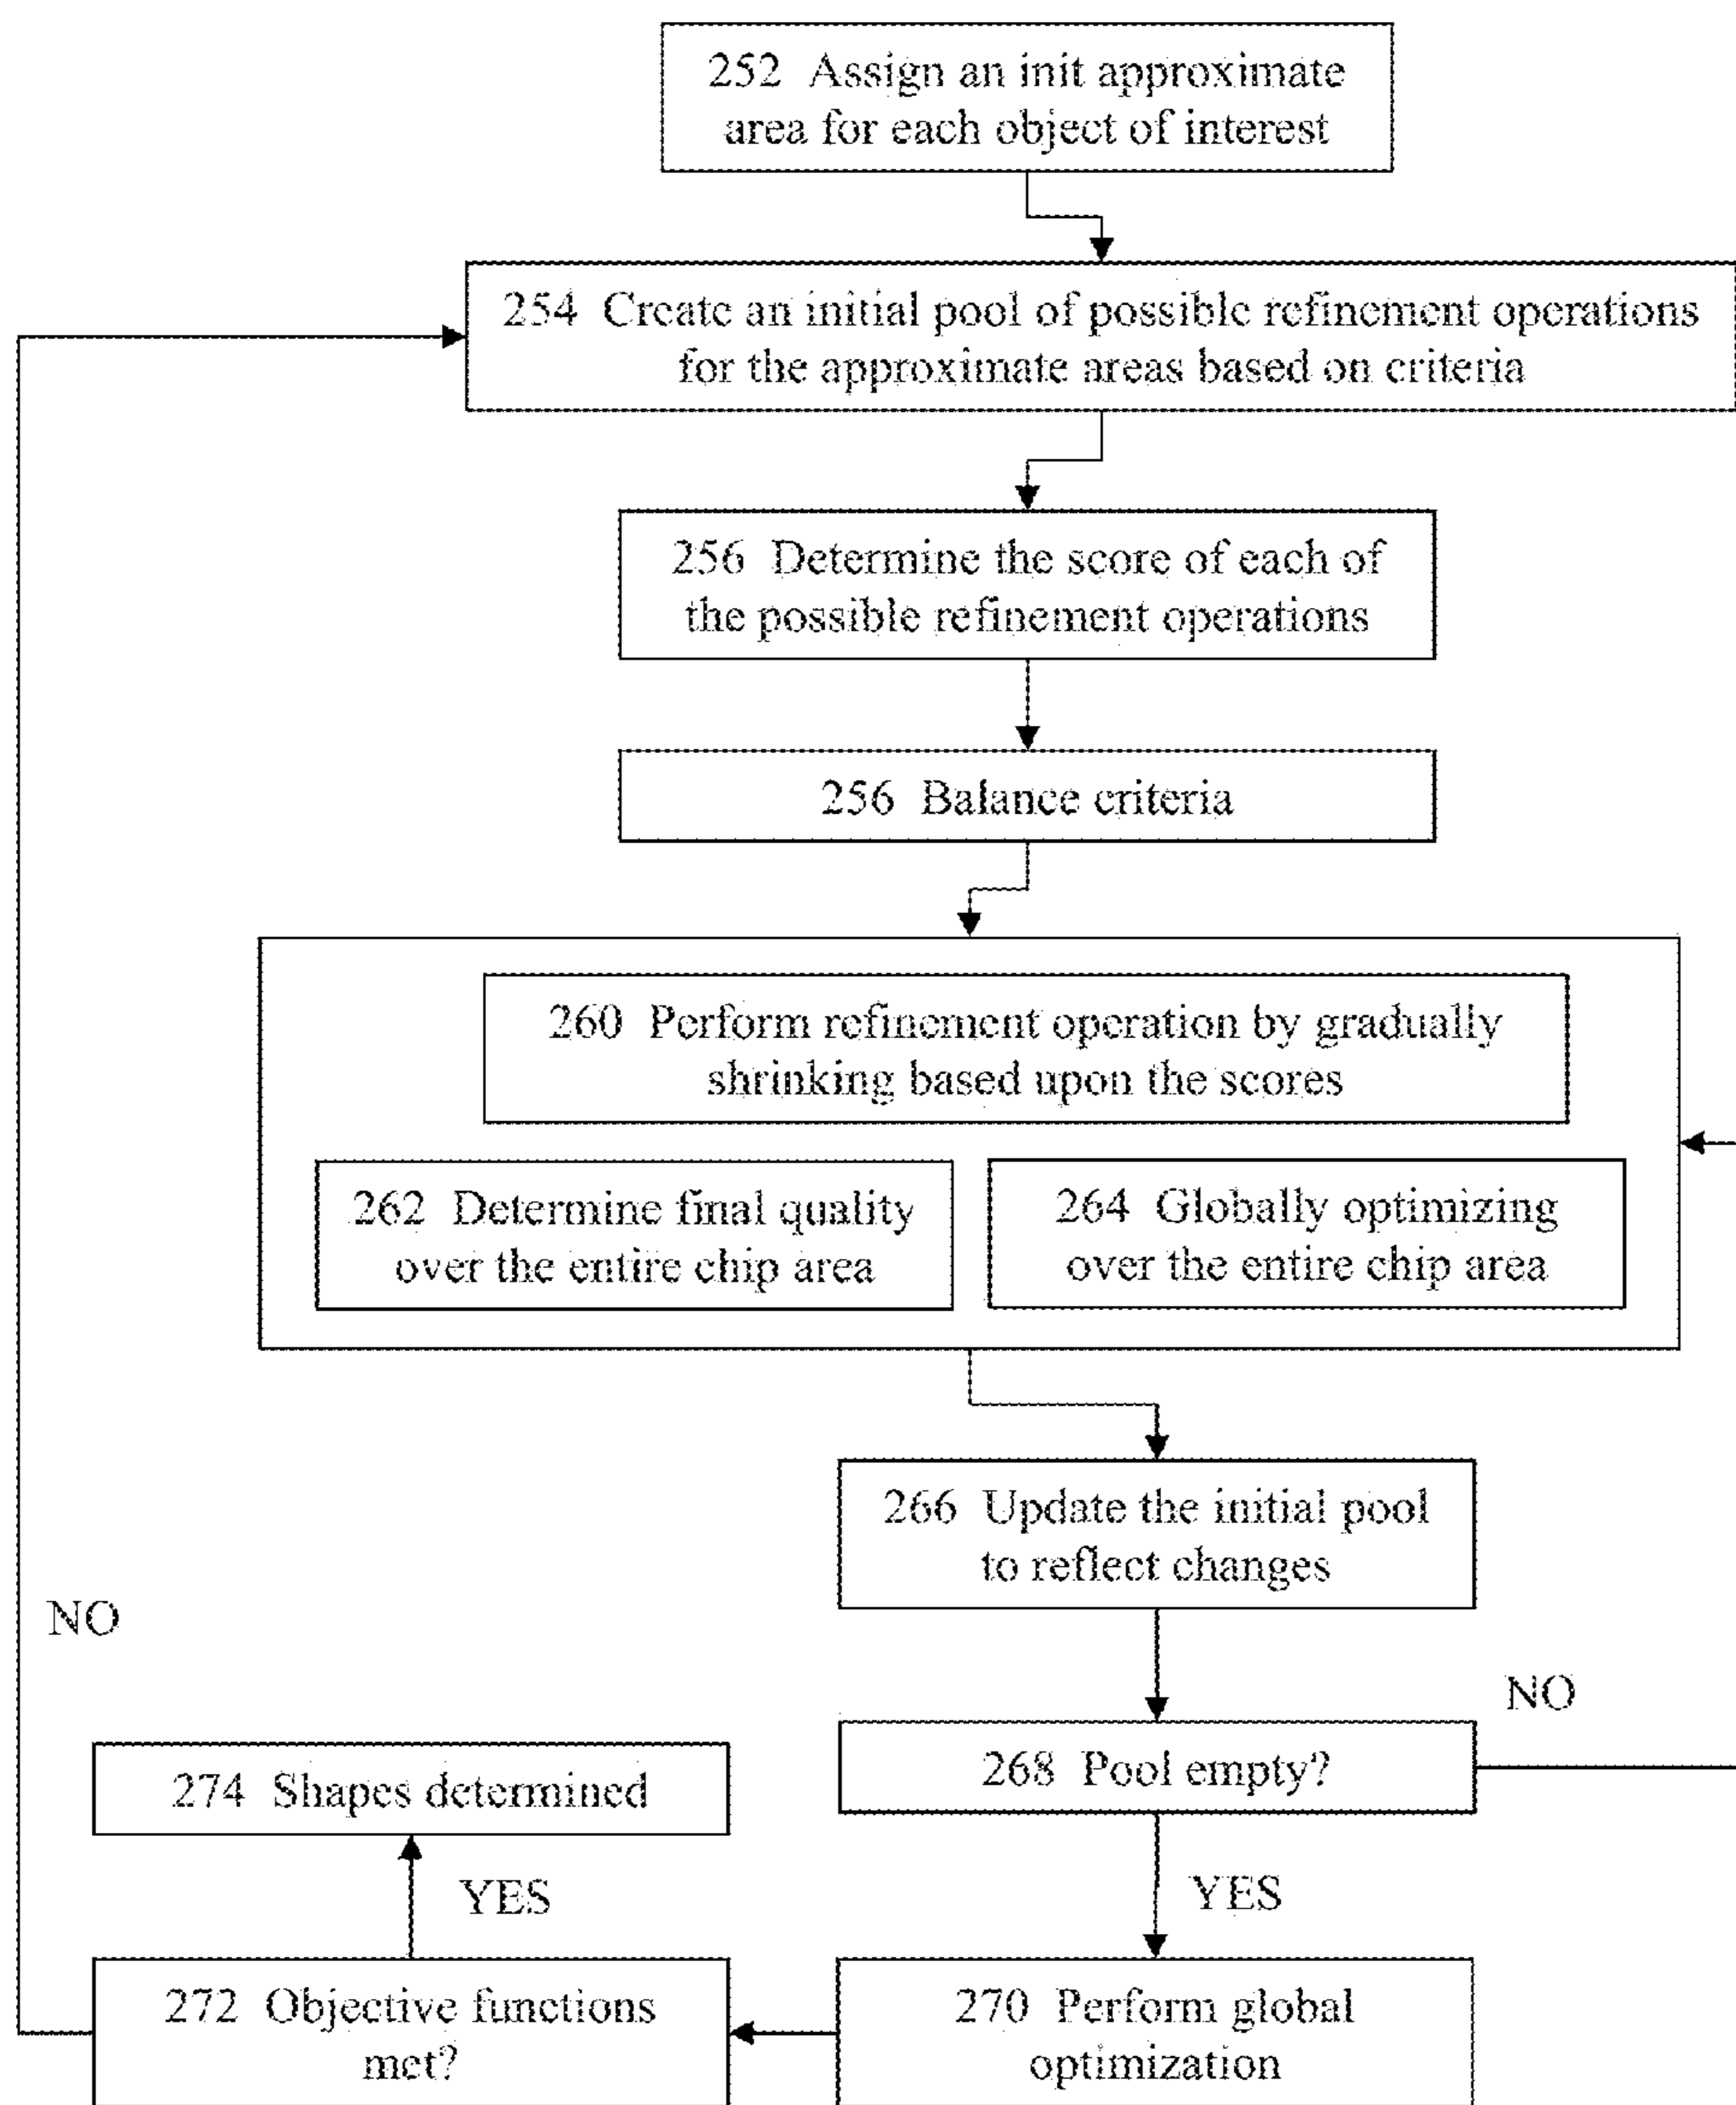 252 Assign an init approximate
area for each object of interest
254 Create an initial pool of possible refinement operations
for the approximate areas based on criteria
256 Determine the score of each of
the possible refinement operations
256 Balance criteria
260 Perform refinement operation by gradually
shrinking based upon the scores
262 Determine final quality
over the entire chip area
264 Globally optimizing
over the entire chip area
266 Update the initial pool
to reflect changes
NO
NO
268 Pool empty?
274 Shapes determined
YES
YES
272 Objective functions
met?
270 Perform global
optimization